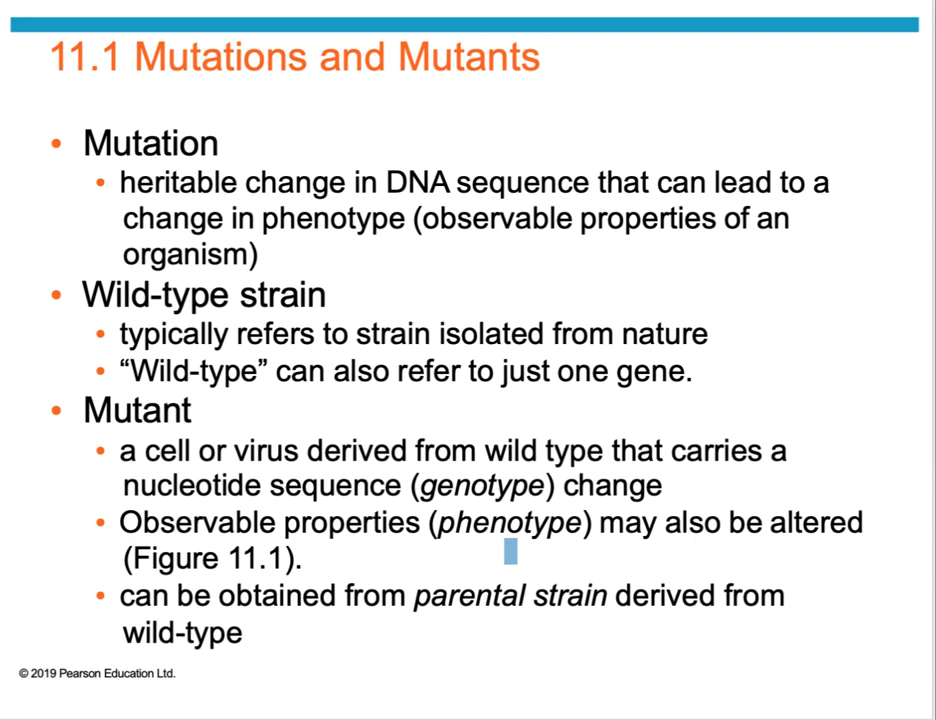 11.1 Mutations and Mutants
• Mutation
• heritable change in DNA sequence that can lead to a
change in phenotype (observable properties of an
organism)
• Wild-type strain
• typically refers to strain isolated from nature
• “Wild-type” can also refer to just one gene.
• Mutant
• a cell or virus derived from wild type that carries a
nucleotide sequence (genotype) change
• Observable properties (phenotype) may also be altered
(Figure 11.1).
• can be obtained from parental strain derived from
wild-type
© 2019 Pearson Education Ltd.